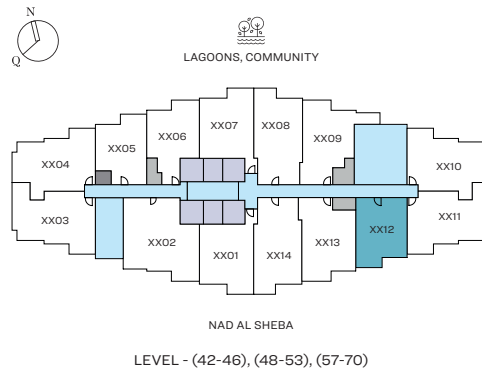 N
Q
LAGOONS, COMMUNITY
XX07 XX08
XX05 XX06 XX09
XX04 XX10
XX03 XX11
XX02 XX13 XX12
XX01 XX14
NAD AL SHEBA
LEVEL - (42-46), (48-53), (57-70)